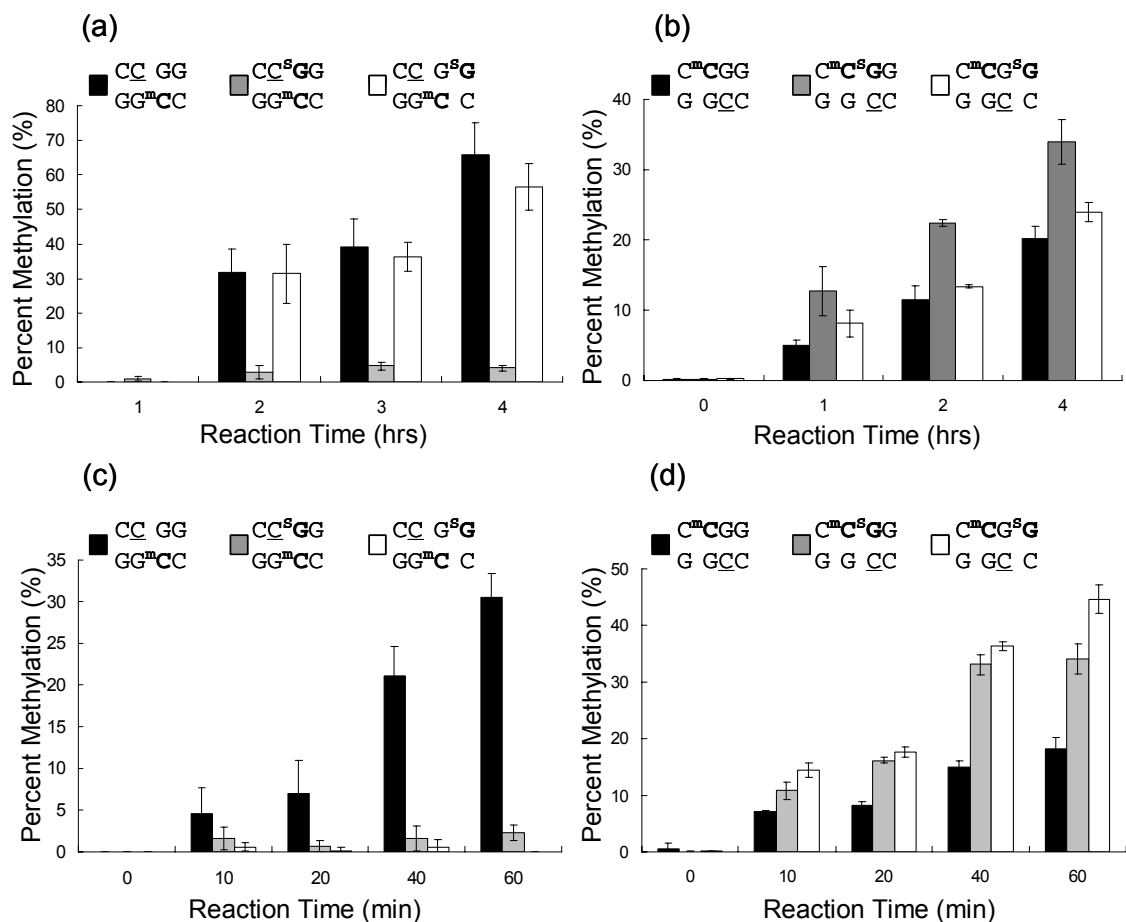 (a)
CC GG CCˢGG CC GˢG
GGᵐCC GGᵐCC GGᵐC C
Percent Methylation (%)
80
70
60
50
40
30
20
10
0
1 2 3 4
Reaction Time (hrs)
(b)
CᵐCGG CᵐCˢGG CᵐCGˢG
G GCC G G CC G GC C
Percent Methylation (%)
40
30
20
10
0
0 1 2 4
Reaction Time (hrs)
(c)
CC GG CCˢGG CC GˢG
GGᵐCC GGᵐCC GGᵐC C
Percent Methylation (%)
35
30
25
20
15
10
5
0
0 10 20 40 60
Reaction Time (min)
(d)
CᵐCGG CᵐCˢGG CᵐCGˢG
G GCC G G CC G GC C
Percent Methylation (%)
50
40
30
20
10
0
0 10 20 40 60
Reaction Time (min)